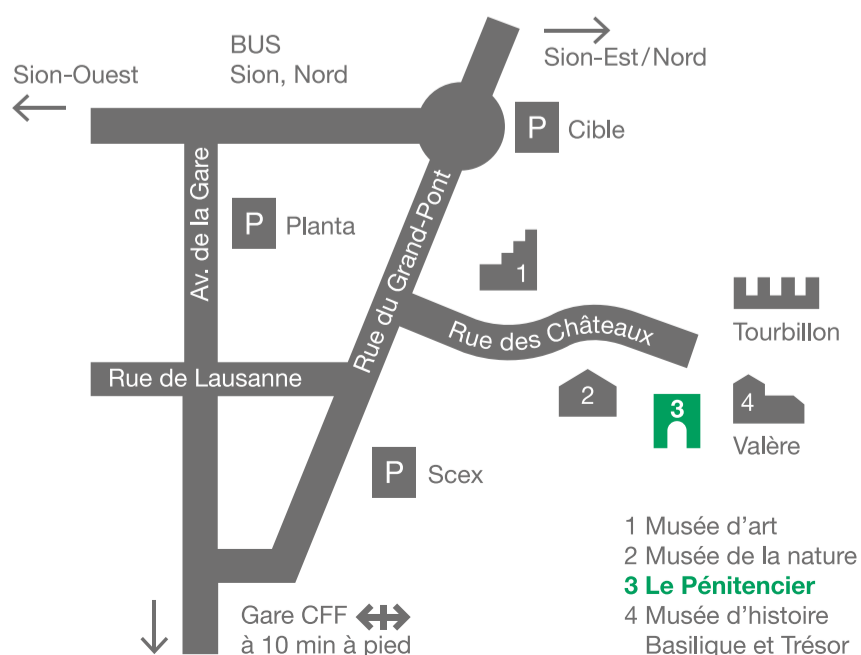 BUS
Sion, Nord
Sion-Ouest
Sion-Est/Nord
P Cible
Av. de la Gare
P Planta
Rue du Grand-Pont
1
Rue des Châteaux
Tourbillon
Rue de Lausanne
2
3
4
Valère
P Scex
1 Musée d’art
2 Musée de la nature
3 Le Pénitencier
4 Musée d’histoire
Basilique et Trésor
Gare CFF
à 10 min à pied